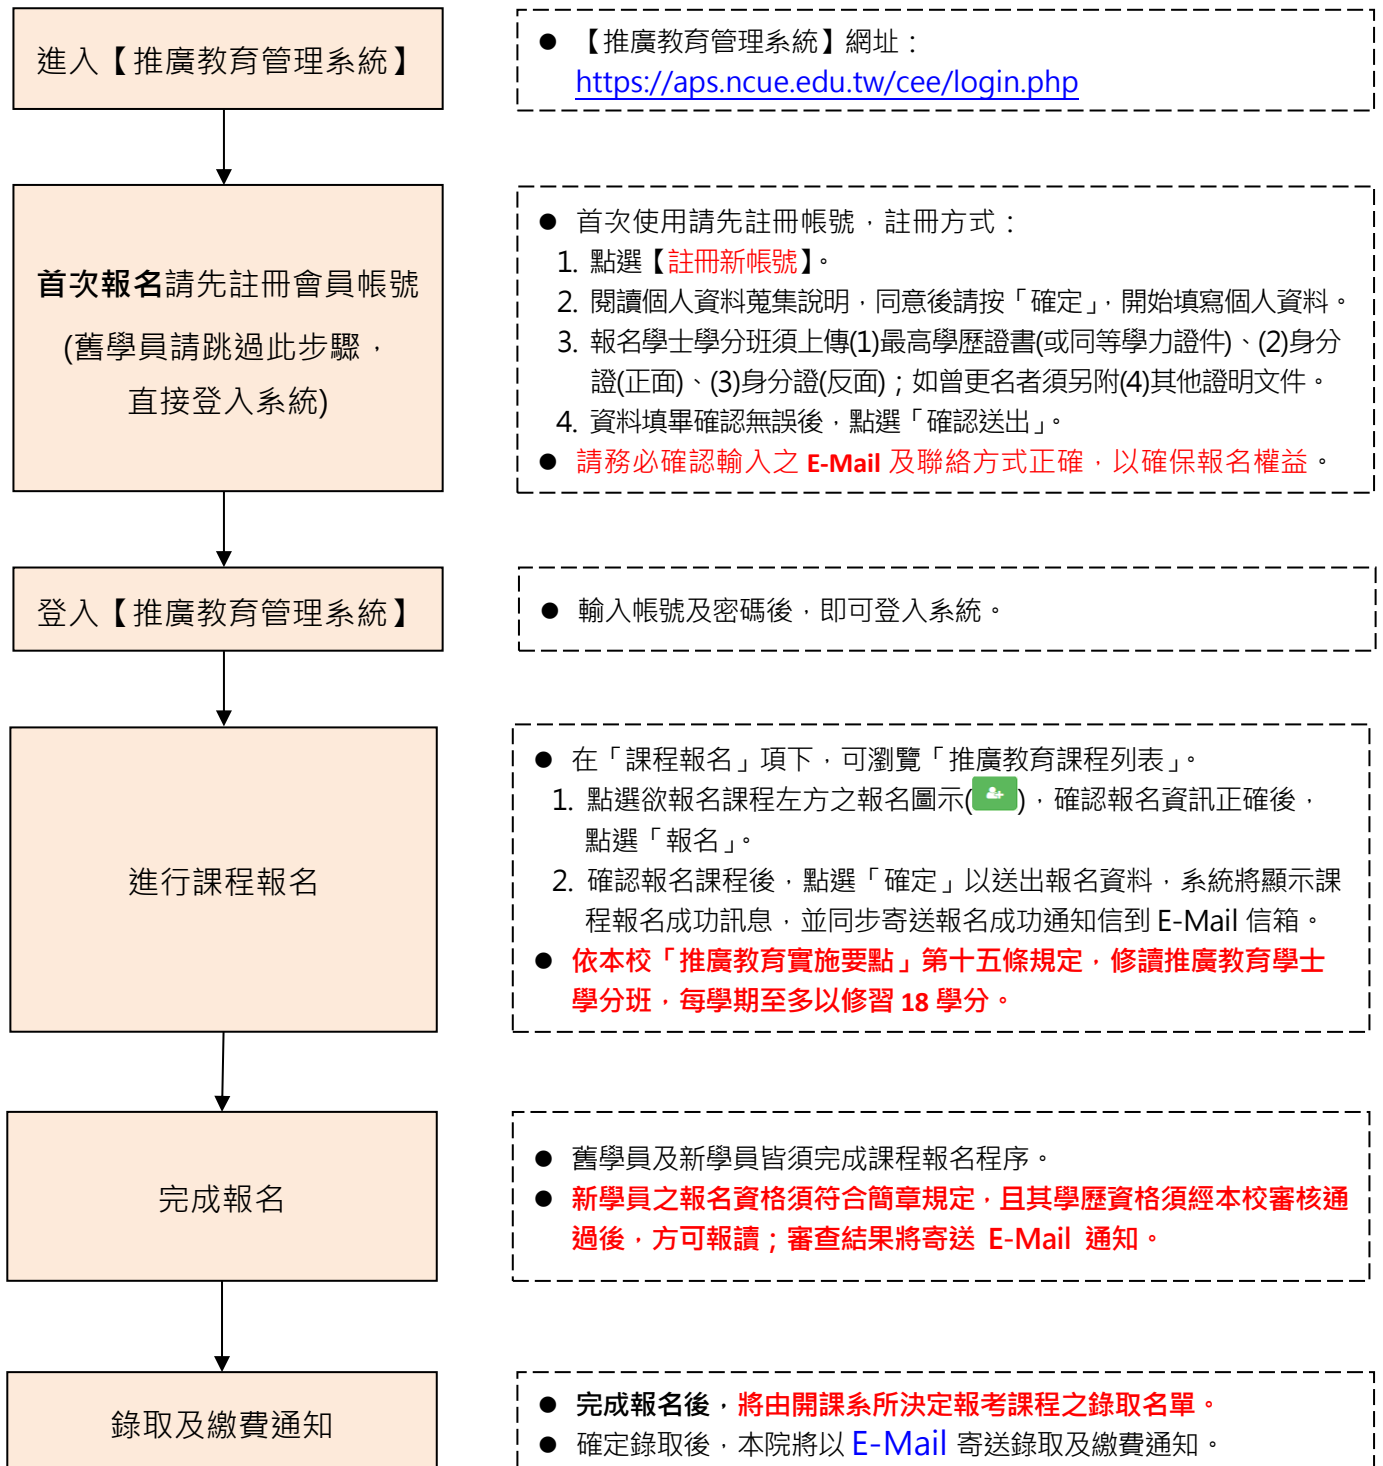 進入【推廣教育管理系統】
● 【推廣教育管理系統】網址：
https://aps.ncue.edu.tw/cee/login.php
首次報名請先註冊會員帳號
(舊學員請跳過此步驟，
直接登入系統)
● 首次使用請先註冊帳號，註冊方式：
1. 點選【註冊新帳號】。
2. 閱讀個人資料蒐集說明，同意後請按「確定」，開始填寫個人資料。
3. 報名學士學分班須上傳(1)最高學歷證書(或同等學力證件)、(2)身分
證(正面)、(3)身分證(反面)；如曾更名者須另附(4)其他證明文件。
4. 資料填畢確認無誤後，點選「確認送出」。
● 請務必確認輸入之 E-Mail 及聯絡方式正確，以確保報名權益。
登入【推廣教育管理系統】
● 輸入帳號及密碼後，即可登入系統。
進行課程報名
● 在「課程報名」項下，可瀏覽「推廣教育課程列表」。
1. 點選欲報名課程左方之報名圖示( )，確認報名資訊正確後，
點選「報名」。
2. 確認報名課程後，點選「確定」以送出報名資料，系統將顯示課
程報名成功訊息，並同步寄送報名成功通知信到 E-Mail 信箱。
● 依本校「推廣教育實施要點」第十五條規定，修讀推廣教育學士
學分班，每學期至多以修習 18 學分。
完成報名
● 舊學員及新學員皆須完成課程報名程序。
● 新學員之報名資格須符合簡章規定，且其學歷資格須經本校審核通
過後，方可報讀；審查結果將寄送 E-Mail 通知。
錄取及繳費通知
● 完成報名後，將由開課系所決定報考課程之錄取名單。
● 確定錄取後，本院將以 E-Mail 寄送錄取及繳費通知。